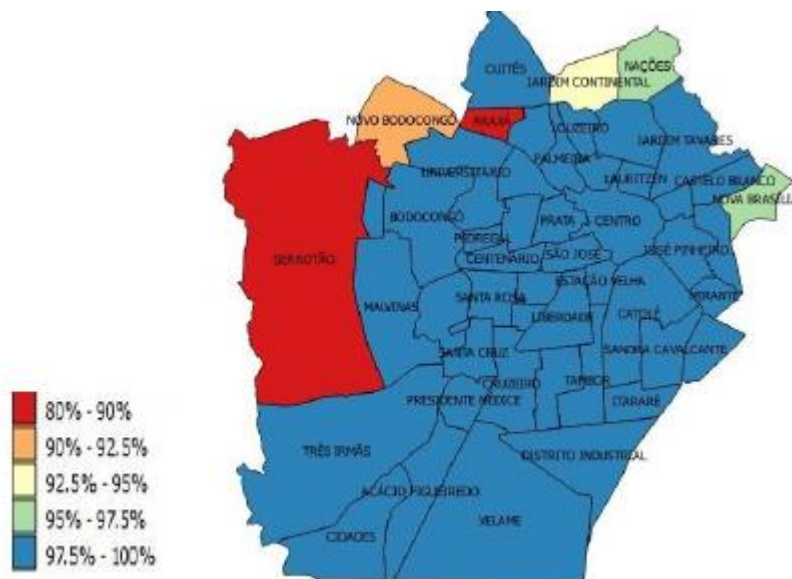 CUITÉS
NAÇÕES
JARDIM CONTINENTAL
NOVO BODOCONGÓ
LOUZEIRO
JARDIM TAVARES
PALMEIRA
UNIVERSITÁRIO
LAURITZEN
CASTELO BRANCO
NOVA BRASÍLIA
BODOCONGÓ
PRATA
CENTRO
PEDREGAL
JOSÉ PINHEIRO
SERROTÃO
CENTENÁRIO
SÃO JOSÉ
ESTAÇÃO VELHA
MALVINAS
SANTA ROSA
MIRANTE
LIBERDADE
CATOLÉ
SANTA CRUZ
SANDRA CAVALCANTE
CRUZEIRO
TAMBOR
PRESIDENTE MÉDICE
ITARARÉ
80% - 90%
90% - 92.5%
92.5% - 95%
95% - 97.5%
97.5% - 100%
TRÊS IRMÃS
DISTRITO INDUSTRIAL
ACÁCIO FIGUEIREDO
VELAME
CIDADES